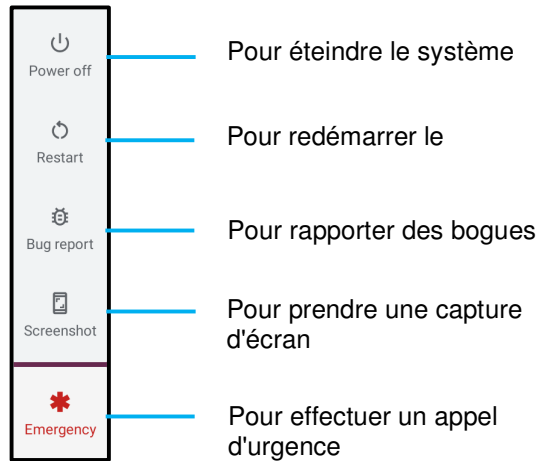 Power off
Pour éteindre le système
Restart
Pour redémarrer le
Bug report
Pour rapporter des bogues
Screenshot
Pour prendre une capture
d'écran
Emergency
Pour effectuer un appel
d'urgence